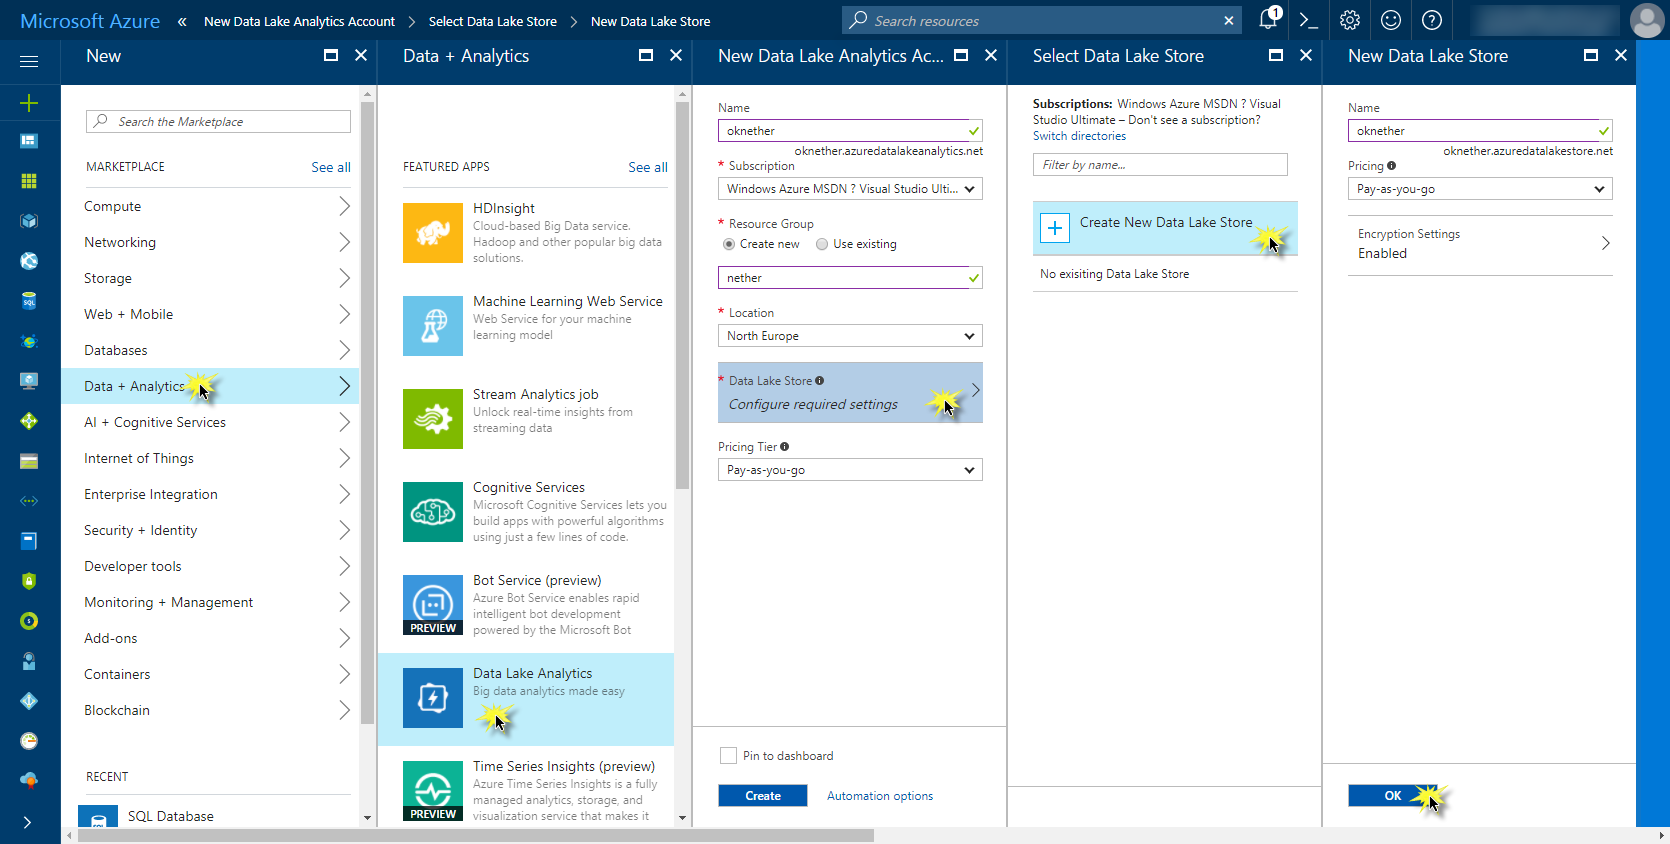 Microsoft Azure
«
New Data Lake Analytics Account
Select Data Lake Store
New Data Lake Store
Search resources
1
New
Search the Marketplace
MARKETPLACE
See all
Compute
Networking
Storage
Web + Mobile
Databases
Data + Analytics
AI + Cognitive Services
Internet of Things
Enterprise Integration
Security + Identity
Developer tools
Monitoring + Management
Add-ons
Containers
Blockchain
RECENT
SQL Database
SQL
Data + Analytics
FEATURED APPS
See all
HDInsight
Cloud-based Big Data service.
Hadoop and other popular big data
solutions.
Machine Learning Web Service
Web Service for your machine
learning model
Stream Analytics job
Unlock real-time insights from
streaming data
Cognitive Services
Microsoft Cognitive Services lets you
build apps with powerful algorithms
using just a few lines of code.
Bot Service (preview)
Azure Bot Service enables rapid
intelligent bot development
powered by the Microsoft Bot
PREVIEW
Data Lake Analytics
Big data analytics made easy
Time Series Insights (preview)
Azure Time Series Insights is a fully
managed analytics, storage, and
visualization service that makes it
PREVIEW
New Data Lake Analytics Ac...
Name
oknether
oknether.azuredatalakeanalytics.net
* Subscription
Windows Azure MSDN ? Visual Studio Ulti...
* Resource Group
Create new
Use existing
nether
* Location
North Europe
* Data Lake Store
Configure required settings
Pricing Tier
Pay-as-you-go
Pin to dashboard
Create
Automation options
Select Data Lake Store
Subscriptions: Windows Azure MSDN ? Visual
Studio Ultimate – Don't see a subscription?
Switch directories
Filter by name...
Create New Data Lake Store
No exisiting Data Lake Store
New Data Lake Store
Name
oknether
oknether.azuredatalakestore.net
Pricing
Pay-as-you-go
Encryption Settings
Enabled
OK